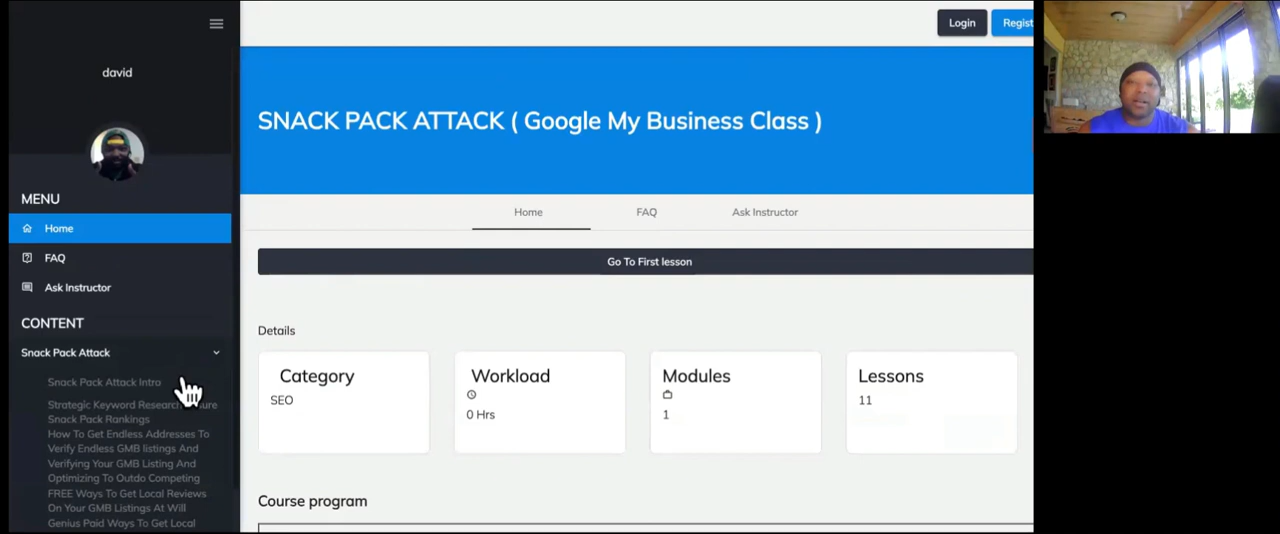 Login
Regist
david
SNACK PACK ATTACK ( Google My Business Class )
MENU
Home
FAQ
Ask Instructor
Home
FAQ
Ask Instructor
Go To First lesson
CONTENT
Snack Pack Attack
Snack Pack Attack Intro
Strategic Keyword Research
Snack Pack Rankings
How To Get Endless Addresses To
Verify Endless GMB listings And
Verifying Your GMB Listing And
Optimizing To Outdo Competing
FREE Ways To Get Local Reviews
On Your GMB Listings At Will
Genius Paid Ways To Get Local
Details
Category
SEO
Workload
0 Hrs
Modules
1
Lessons
11
Course program